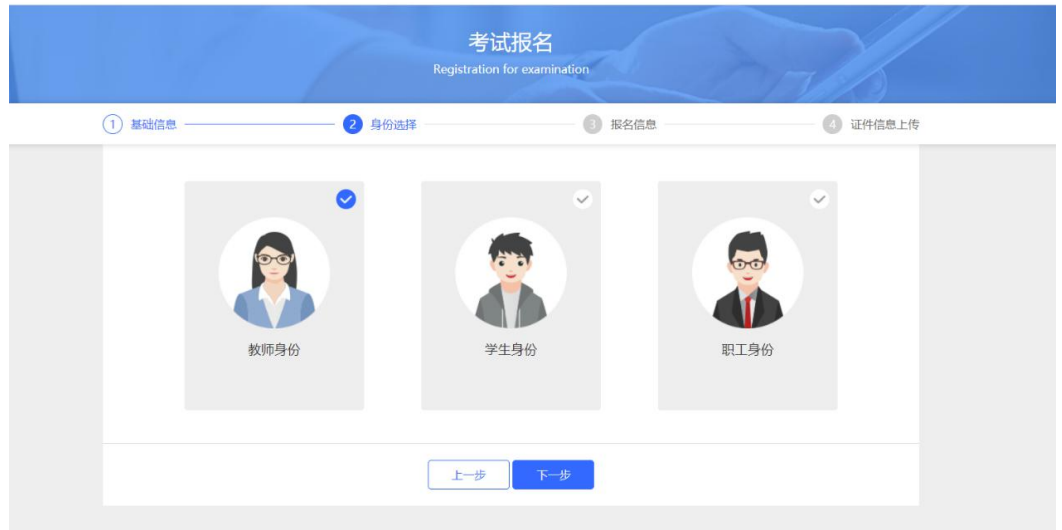 考试报名
Registration for examination
1 基础信息
2 身份选择
3 报名信息
4 证件信息上传
教师身份
学生身份
职工身份
上一步
下一步